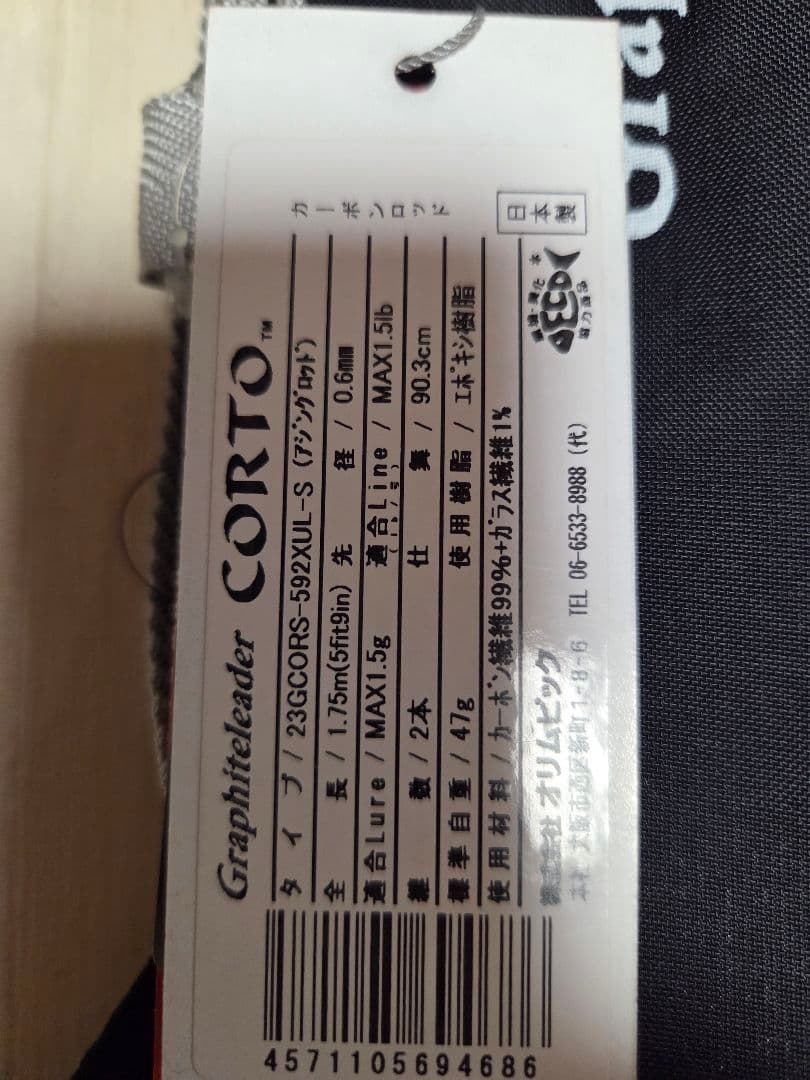 Graphiteleader CORTO™
カーボンロッド
タイプ / 23GCORS-592XUL-S (アジングロッド)
全長 / 1.75m(5fit9in) 先径 / 0.6mm
適合Lure / MAX1.5g 適合Line / MAX1.5lb
継数 / 2本 仕舞 / 90.3cm
標準自重 / 47g 使用樹脂 / エポキシ樹脂
使用材料 / カーボン繊維99%+ガラス繊維1%
日本製
株式会社 オリムピック
本社 大阪市西区新町1-8-6 TEL 06-6533-8988 (代)
DECO
4571105694686